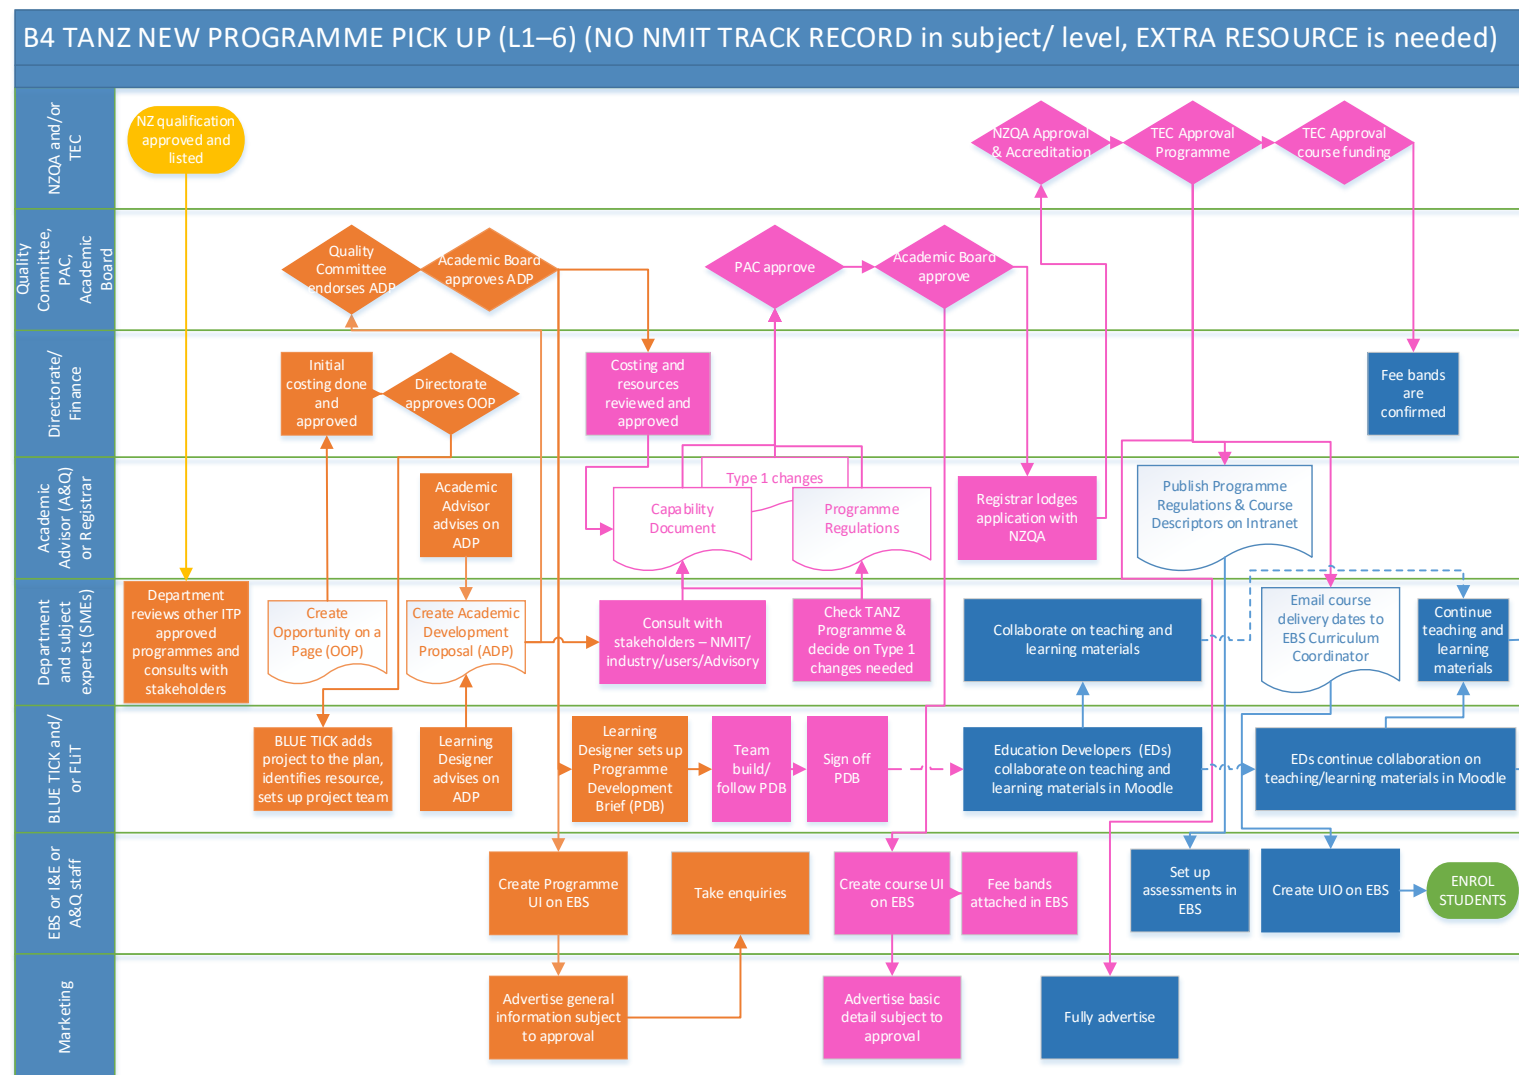 B4 TANZ NEW PROGRAMME PICK UP (L1–6) (NO NMIT TRACK RECORD in subject/ level, EXTRA RESOURCE is needed)
NZQA and/or
TEC
NZ qualification
approved and
listed
NZQA Approval
& Accreditation
TEC Approval
Programme
TEC Approval
course funding
Quality
Committee,
PAC,
Academic
Board
Quality
Committee
endorses ADP
Academic Board
approves ADP
PAC approve
Academic Board
approve
Directorate/
Finance
Initial
costing done
and
approved
Directorate
approves OOP
Costing and
resources
reviewed and
approved
Fee bands
are
confirmed
Academic
Advisor (A&Q)
or Registrar
Academic
Advisor
advises on
ADP
Type 1 changes
Capability
Document
Programme
Regulations
Registrar lodges
application with
NZQA
Publish Programme
Regulations & Course
Descriptors on Intranet
Department
and subject
experts (SMEs)
Department
reviews other ITP
approved
programmes and
consults with
stakeholders
Create
Opportunity on a
Page (OOP)
Create Academic
Development
Proposal (ADP)
Consult with
stakeholders – NMIT/
industry/users/Advisory
Check TANZ
Programme &
decide on Type 1
changes needed
Collaborate on teaching and
learning materials
Email course
delivery dates to
EBS Curriculum
Coordinator
Continue
teaching and
learning
materials
BLUE TICK and/
or FLiT
BLUE TICK adds
project to the plan,
identifies resource,
sets up project team
Learning
Designer
advises on
ADP
Learning
Designer sets up
Programme
Development
Brief (PDB)
Team
build/
follow PDB
Sign off
PDB
Education Developers  (EDs)
collaborate on teaching and
learning materials in Moodle
EDs continue collaboration on
teaching/learning materials in Moodle
EBS or I&E or
A&Q staff
Create Programme
UI on EBS
Take enquiries
Create course UI
on EBS
Fee bands
attached in EBS
Set up
assessments in
EBS
Create UIO on EBS
ENROL
STUDENTS
Marketing
Advertise general
information subject
to approval
Advertise basic
detail subject to
approval
Fully advertise